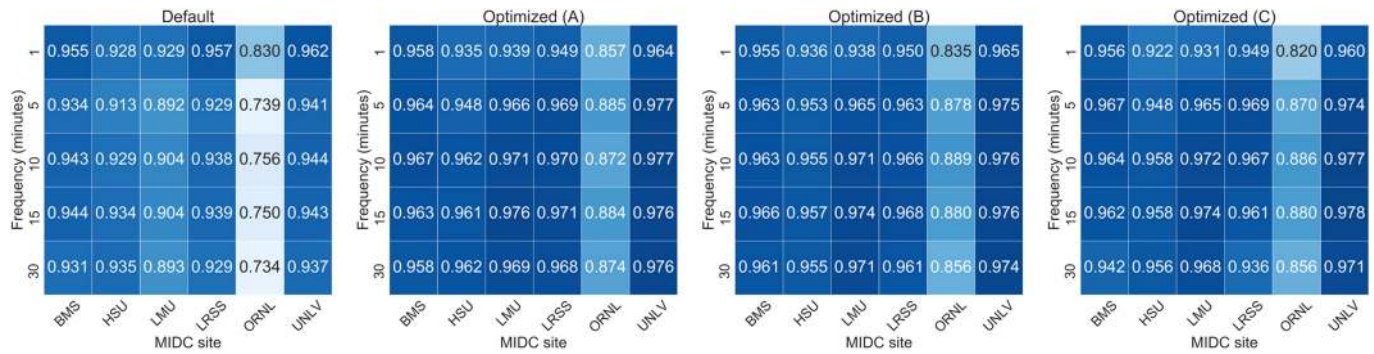 Default
Optimized (A)
Optimized (B)
Optimized (C)
Frequency (minutes)
1 0.955 0.928 0.929 0.957 0.830 0.962
5 0.934 0.913 0.892 0.929 0.739 0.941
10 0.943 0.929 0.904 0.938 0.756 0.944
15 0.944 0.934 0.904 0.939 0.750 0.943
30 0.931 0.935 0.893 0.929 0.734 0.937
BMS HSU LMU LRSS ORNL UNLV
MIDC site
Frequency (minutes)
1 0.958 0.935 0.939 0.949 0.857 0.964
5 0.964 0.948 0.966 0.969 0.885 0.977
10 0.967 0.962 0.971 0.970 0.872 0.977
15 0.963 0.961 0.976 0.971 0.884 0.976
30 0.958 0.962 0.969 0.968 0.874 0.976
BMS HSU LMU LRSS ORNL UNLV
MIDC site
Frequency (minutes)
1 0.955 0.936 0.938 0.950 0.835 0.965
5 0.963 0.953 0.965 0.963 0.878 0.975
10 0.963 0.955 0.971 0.966 0.889 0.976
15 0.966 0.957 0.974 0.968 0.880 0.976
30 0.961 0.955 0.971 0.961 0.856 0.974
BMS HSU LMU LRSS ORNL UNLV
MIDC site
Frequency (minutes)
1 0.956 0.922 0.931 0.949 0.820 0.960
5 0.967 0.948 0.965 0.969 0.870 0.974
10 0.964 0.958 0.972 0.967 0.886 0.977
15 0.962 0.958 0.974 0.961 0.880 0.978
30 0.942 0.956 0.968 0.936 0.856 0.971
BMS HSU LMU LRSS ORNL UNLV
MIDC site